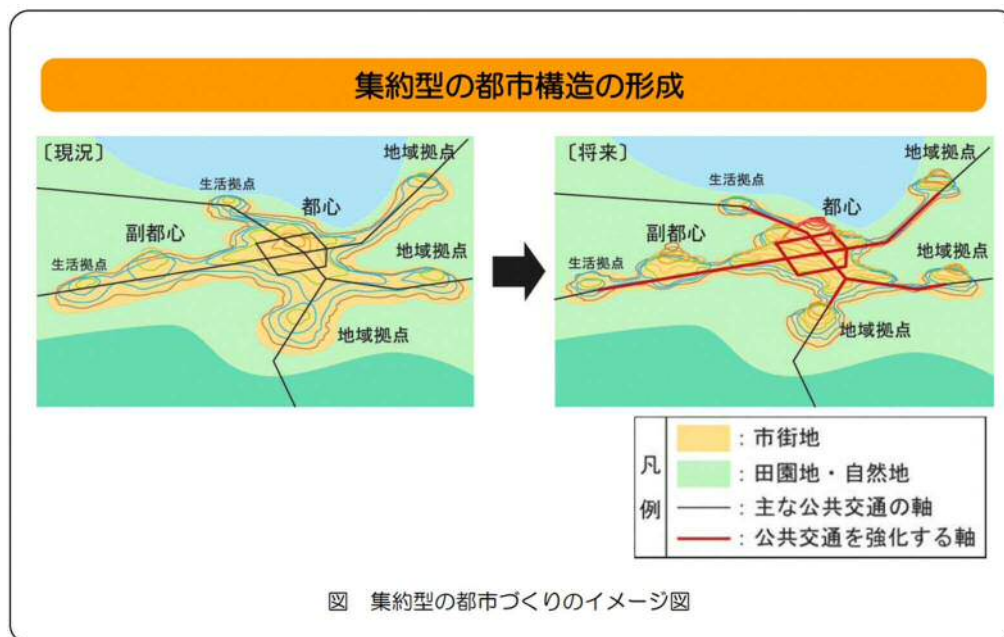 集約型の都市構造の形成
〔現況〕
地域拠点
生活拠点
都心
副都心
地域拠点
生活拠点
地域拠点
〔将来〕
地域拠点
生活拠点
都心
副都心
地域拠点
生活拠点
地域拠点
凡例
：市街地
：田園地・自然地
：主な公共交通の軸
：公共交通を強化する軸
図　集約型の都市づくりのイメージ図